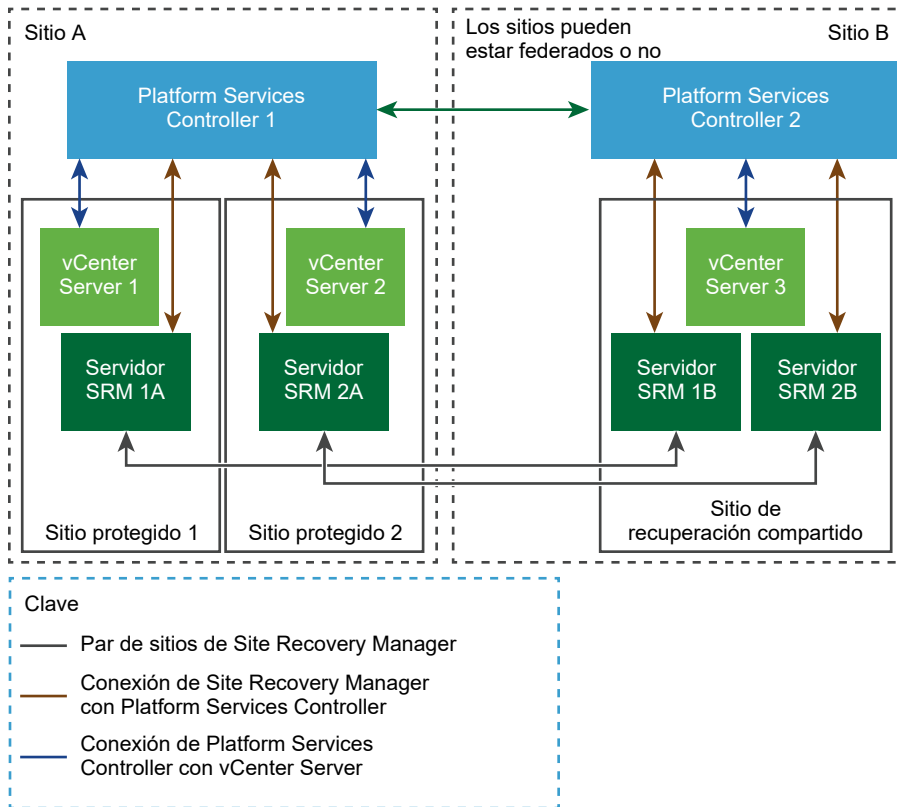 Sitio A
Los sitios pueden
estar federados o no
Sitio B
Platform Services
Controller 1
Platform Services
Controller 2
vCenter
Server 1
vCenter
Server 2
vCenter
Server 3
Servidor
SRM 1A
Servidor
SRM 2A
Servidor
SRM 1B
Servidor
SRM 2B
Sitio protegido 1
Sitio protegido 2
Sitio de
recuperación compartido
Clave
Par de sitios de Site Recovery Manager
Conexión de Site Recovery Manager
con Platform Services Controller
Conexión de Platform Services
Controller con vCenter Server